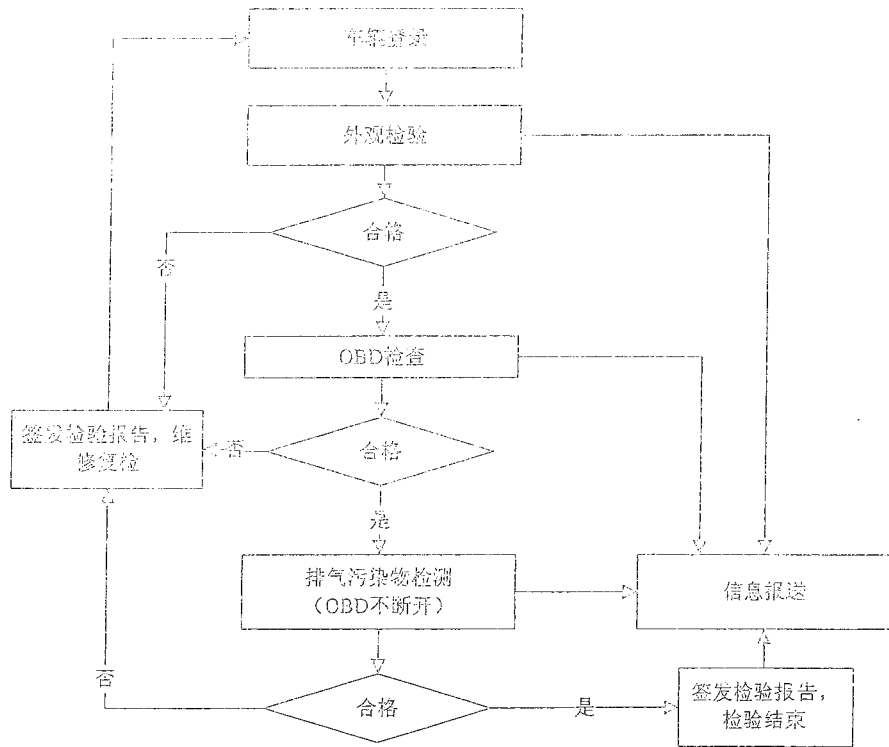 车辆登录
外观检验
合格
否
是
OBD检查
签发检验报告，维
修复检
否
合格
是
排气污染物检测
（OBD不断开）
信息报送
否
合格
是
签发检验报告，
检验结束